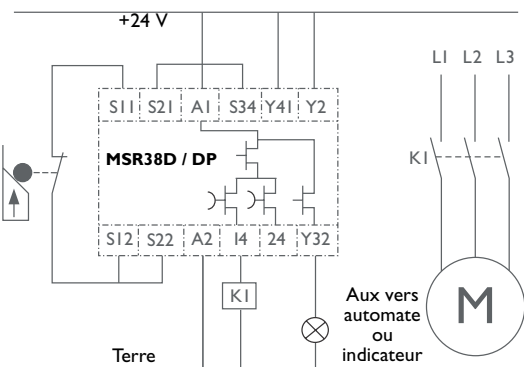 +24 V
L1 L2 L3
S11 S21 A1 S34 Y41 Y2
MSR38D / DP
K1
S12 S22 A2 14 24 Y32
K1
M
Aux vers
automate
ou
indicateur
Terre